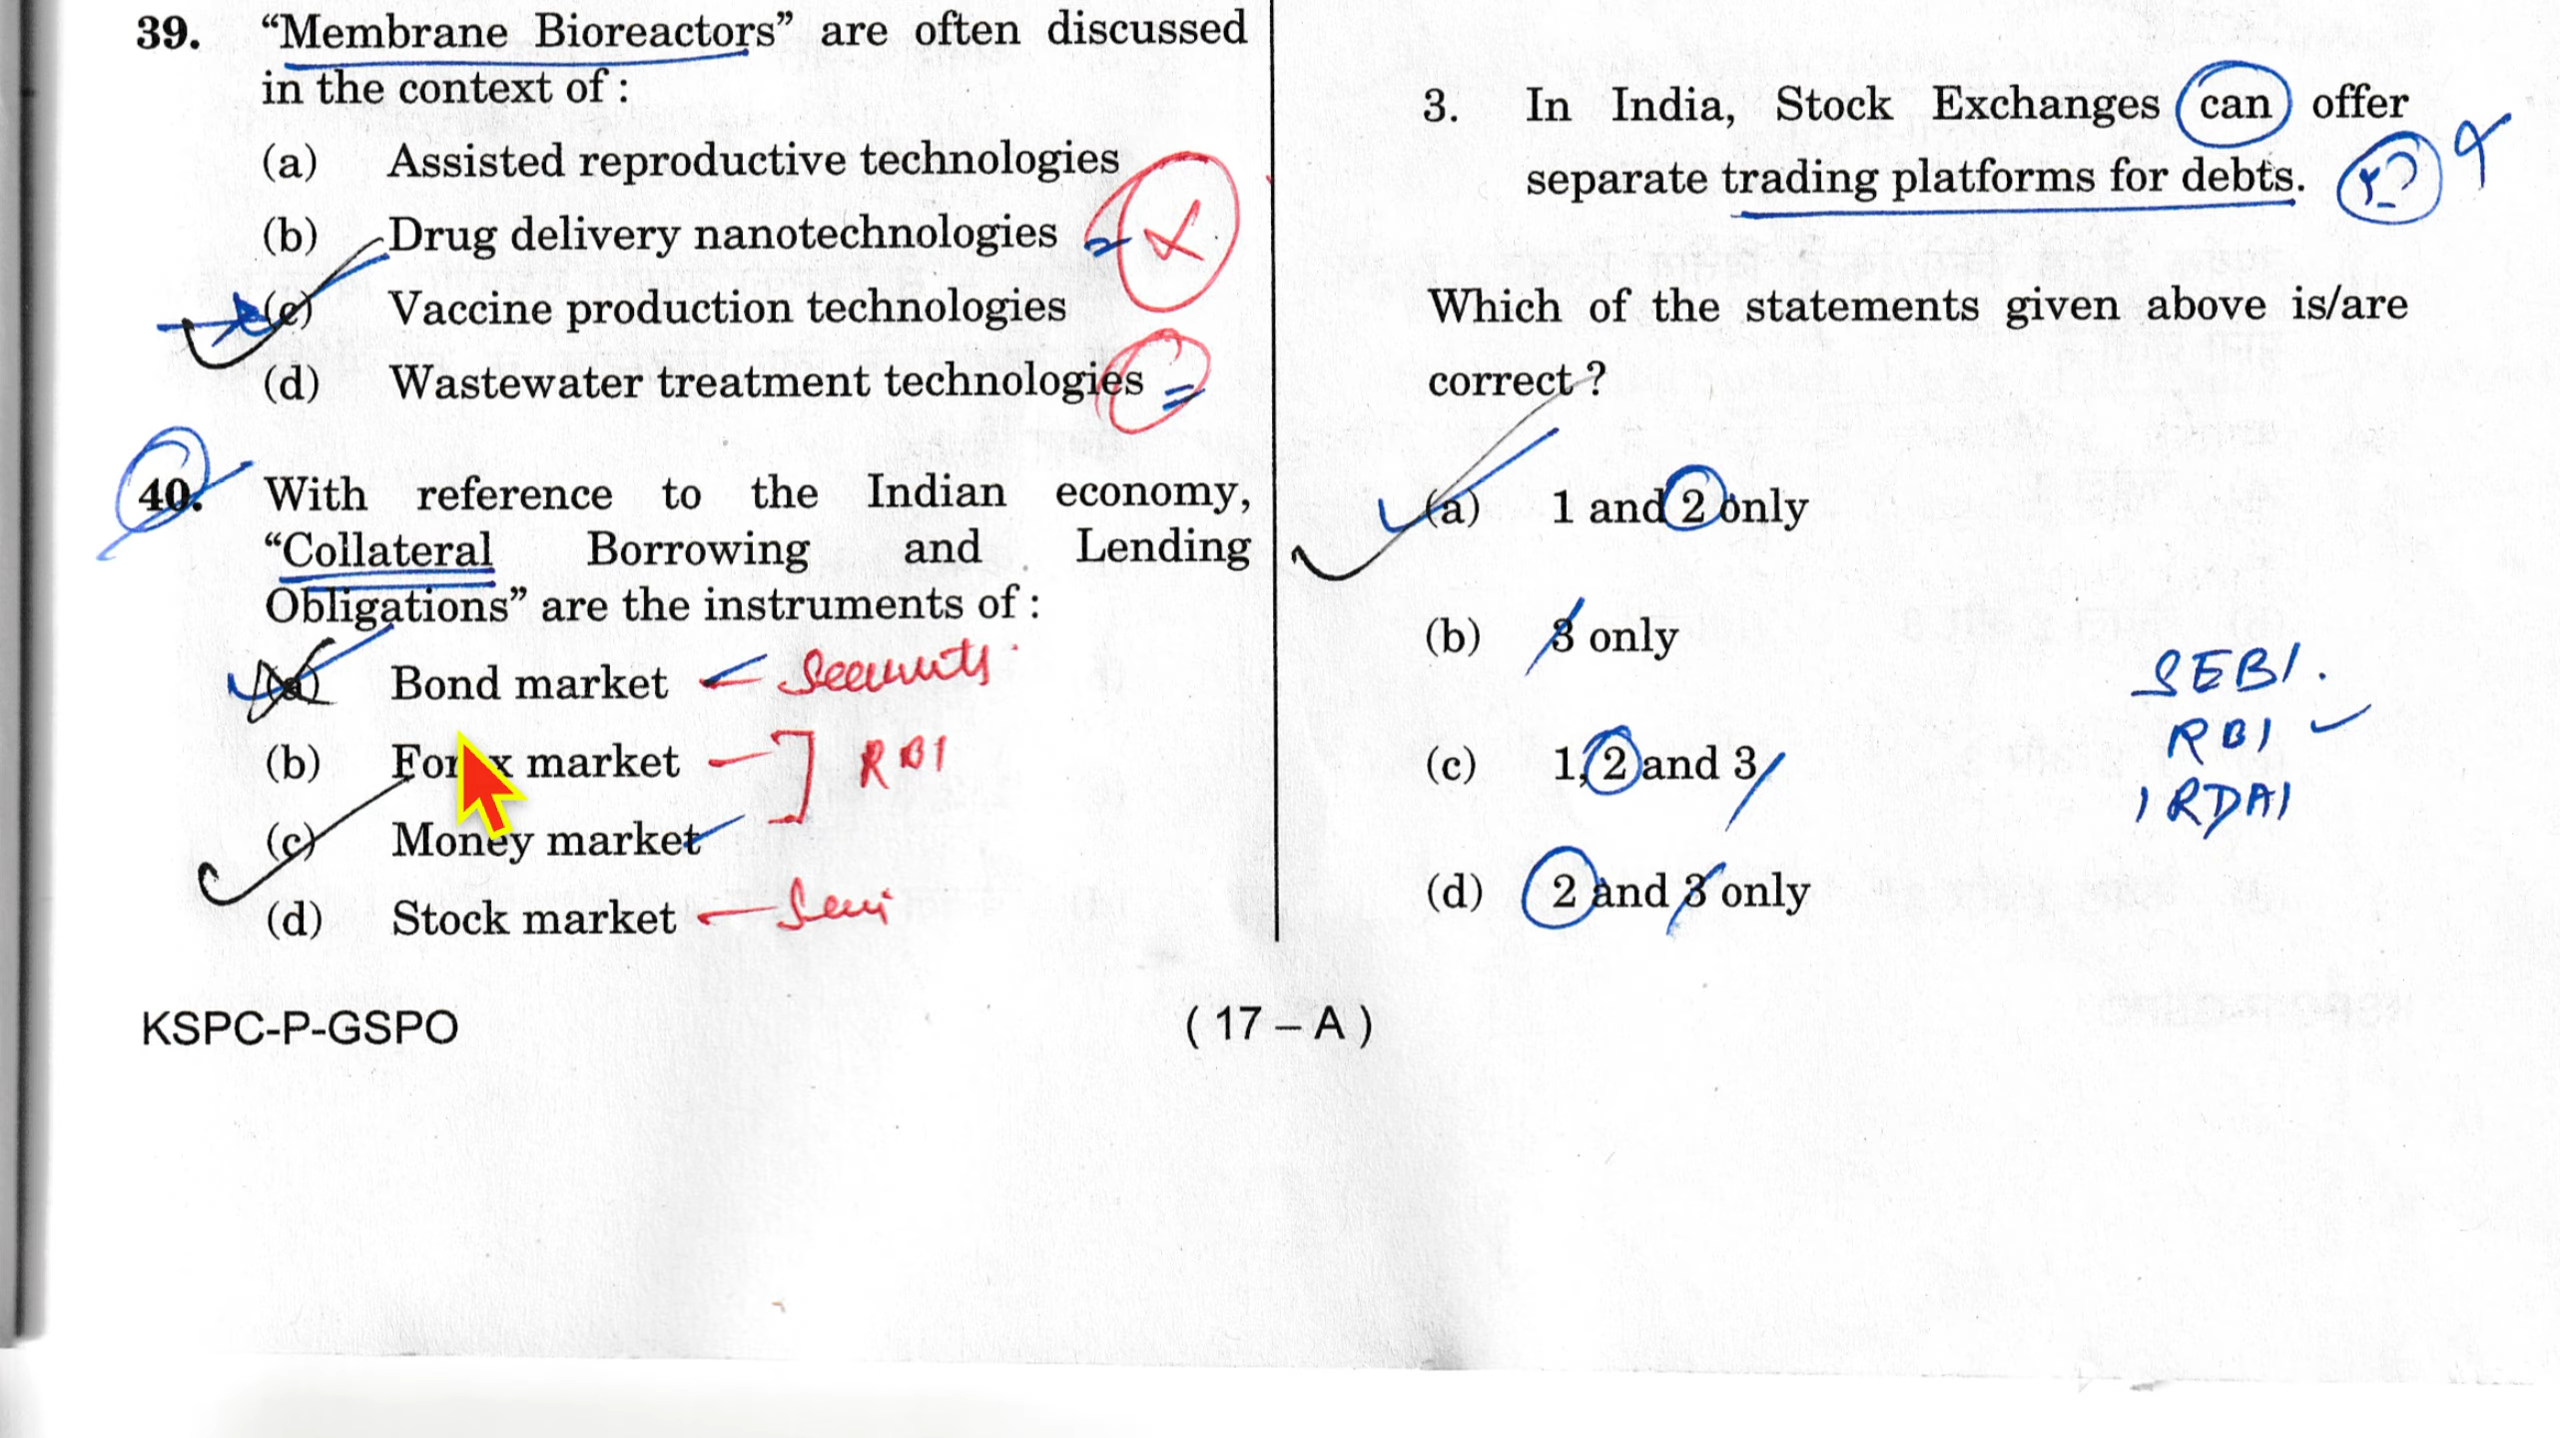 39. “Membrane Bioreactors” are often discussed
in the context of :
(a) Assisted reproductive technologies
(b) Drug delivery nanotechnologies
(c) Vaccine production technologies
(d) Wastewater treatment technologies
40. With reference to the Indian economy,
“Collateral Borrowing and Lending
Obligations” are the instruments of :
(a) Bond market
(b) Forex market RBI
(c) Money market
(d) Stock market
3. In India, Stock Exchanges can offer
separate trading platforms for debts.
Which of the statements given above is/are
correct ?
(a) 1 and 2 only
(b) 3 only
(c) 1, 2 and 3
(d) 2 and 3 only
SEBI.
RBI
IRDAI
KSPC-P-GSPO
( 17 – A )